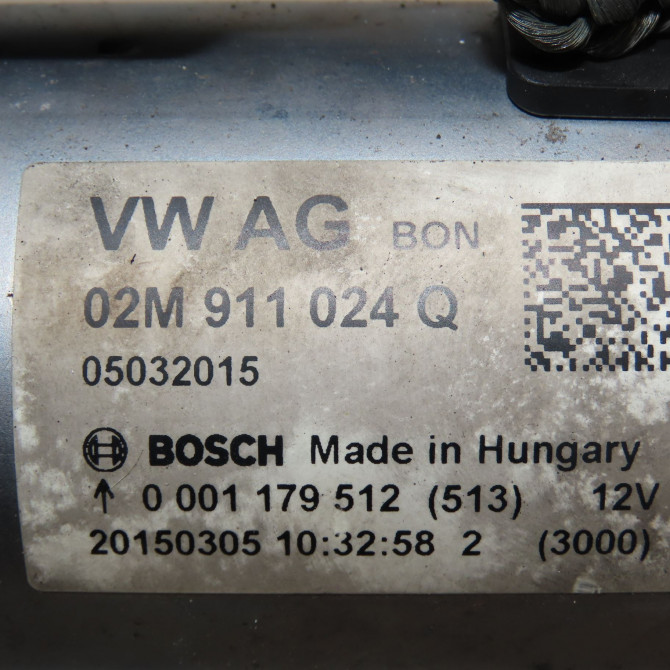 VW AG BON
02M 911 024 Q
05032015
BOSCH Made in Hungary
↑ 0 001 179 512 (513) 12V
20150305 10:32:58 2 (3000)